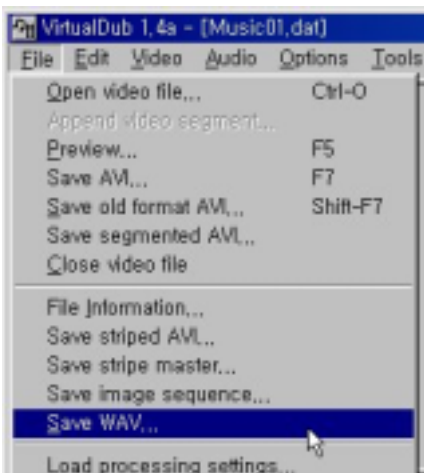 VirtualDub 1.4a - [Music01.dat]
File Edit Video Audio Options Tools
Open video file... Ctrl-O
Append video segment...
Preview... F5
Save AVI... F7
Save old format AVI... Shift-F7
Save segmented AVI...
Close video file
File Information...
Save striped AVI...
Save stripe master...
Save image sequence...
Save WAV...
Load processing settings...